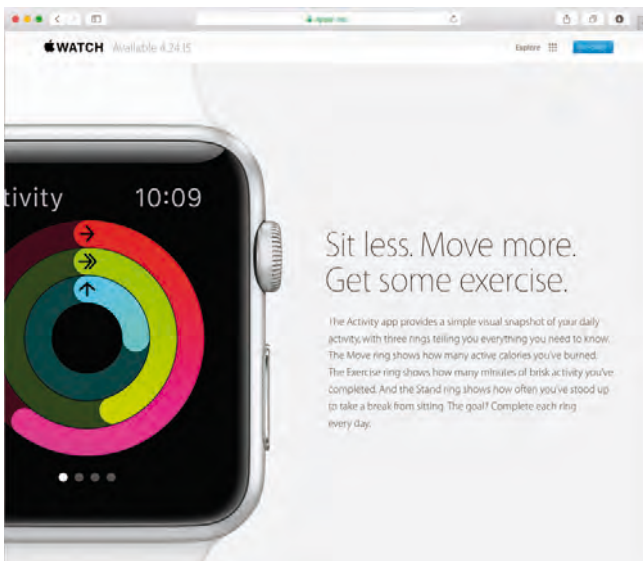 WATCH Available 4.24.15
Explore
tivity 10:09
Sit less. Move more.
Get some exercise.
The Activity app provides a simple visual snapshot of your daily
activity, with three rings telling you everything you need to know.
The Move ring shows how many active calories you've burned.
The Exercise ring shows how many minutes of brisk activity you've
completed. And the Stand ring shows how often you've stood up
to take a break from sitting. The goal? Complete each ring
every day.